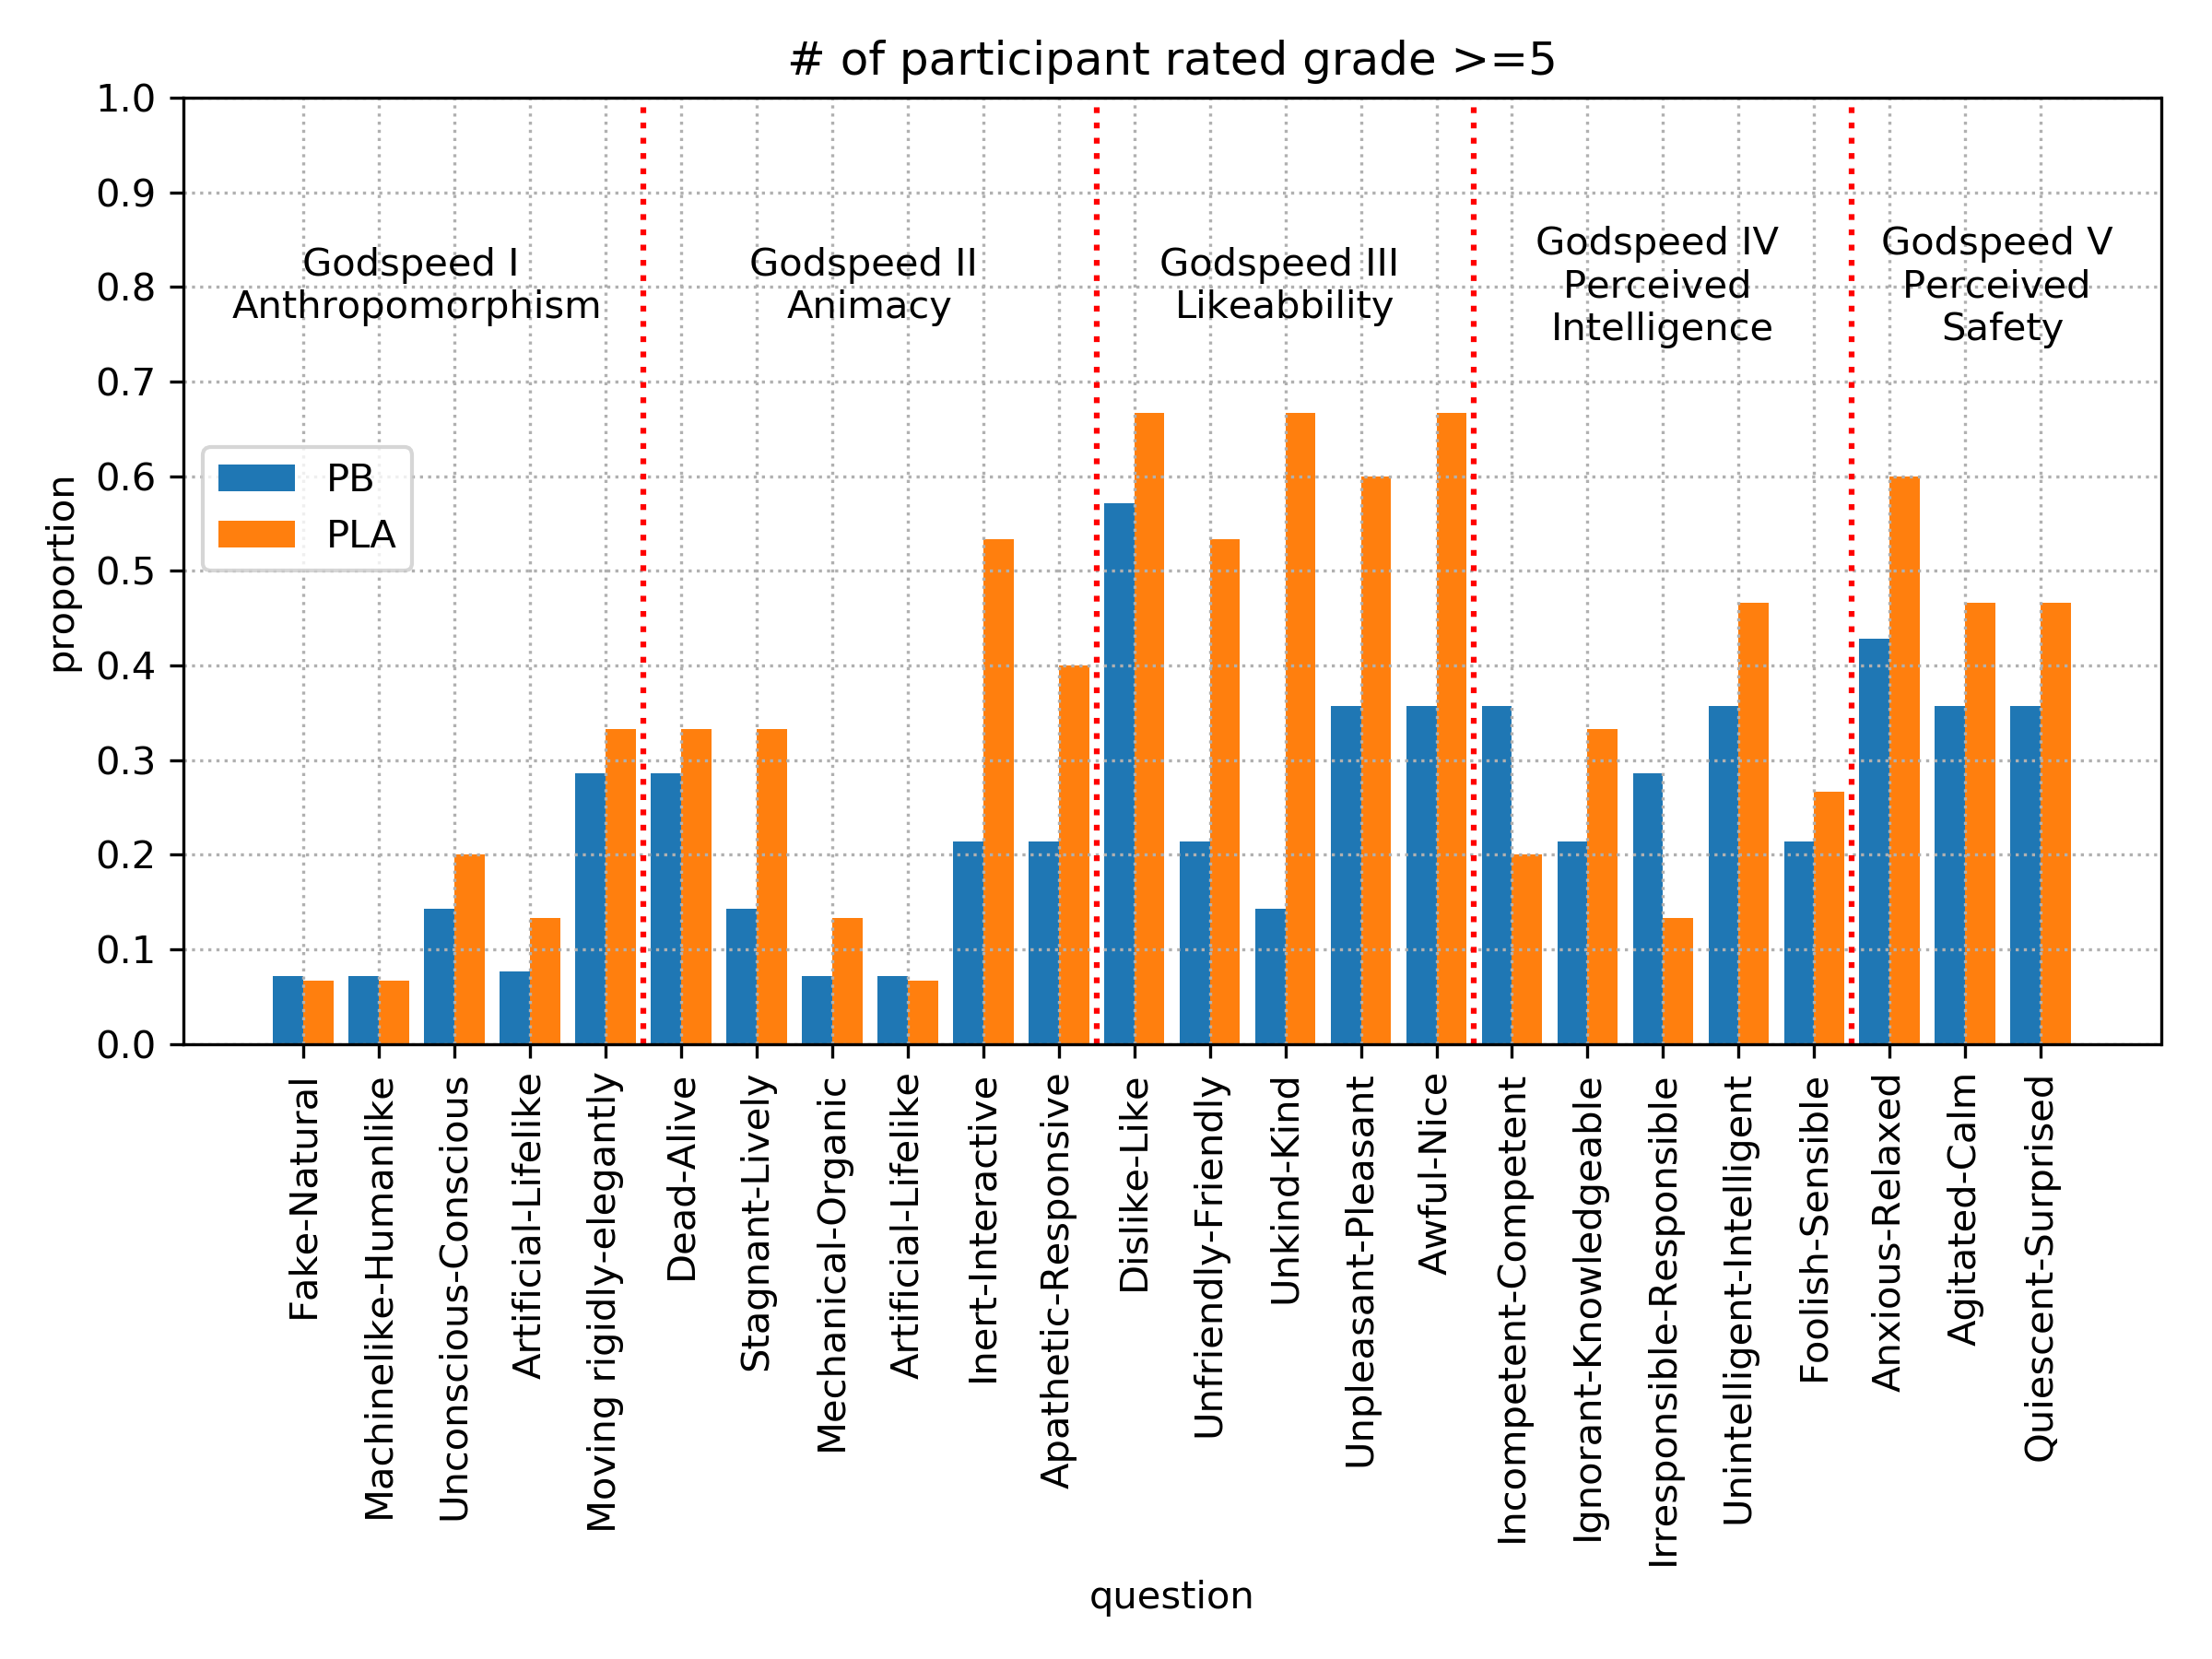 # of participant rated grade >=5
1.0
0.9
0.8
0.7
0.6
0.5
0.4
0.3
0.2
0.1
0.0
proportion
Godspeed I
Anthropomorphism
Godspeed II
Animacy
Godspeed III
Likeabbility
Godspeed IV
Perceived
Intelligence
Godspeed V
Perceived
Safety
PB
PLA
Fake-Natural
Machinelike-Humanlike
Unconscious-Conscious
Artificial-Lifelike
Moving rigidly-elegantly
Dead-Alive
Stagnant-Lively
Mechanical-Organic
Artificial-Lifelike
Inert-Interactive
Apathetic-Responsive
Dislike-Like
Unfriendly-Friendly
Unkind-Kind
Unpleasant-Pleasant
Awful-Nice
Incompetent-Competent
Ignorant-Knowledgeable
Irresponsible-Responsible
Unintelligent-Intelligent
Foolish-Sensible
Anxious-Relaxed
Agitated-Calm
Quiescent-Surprised
question